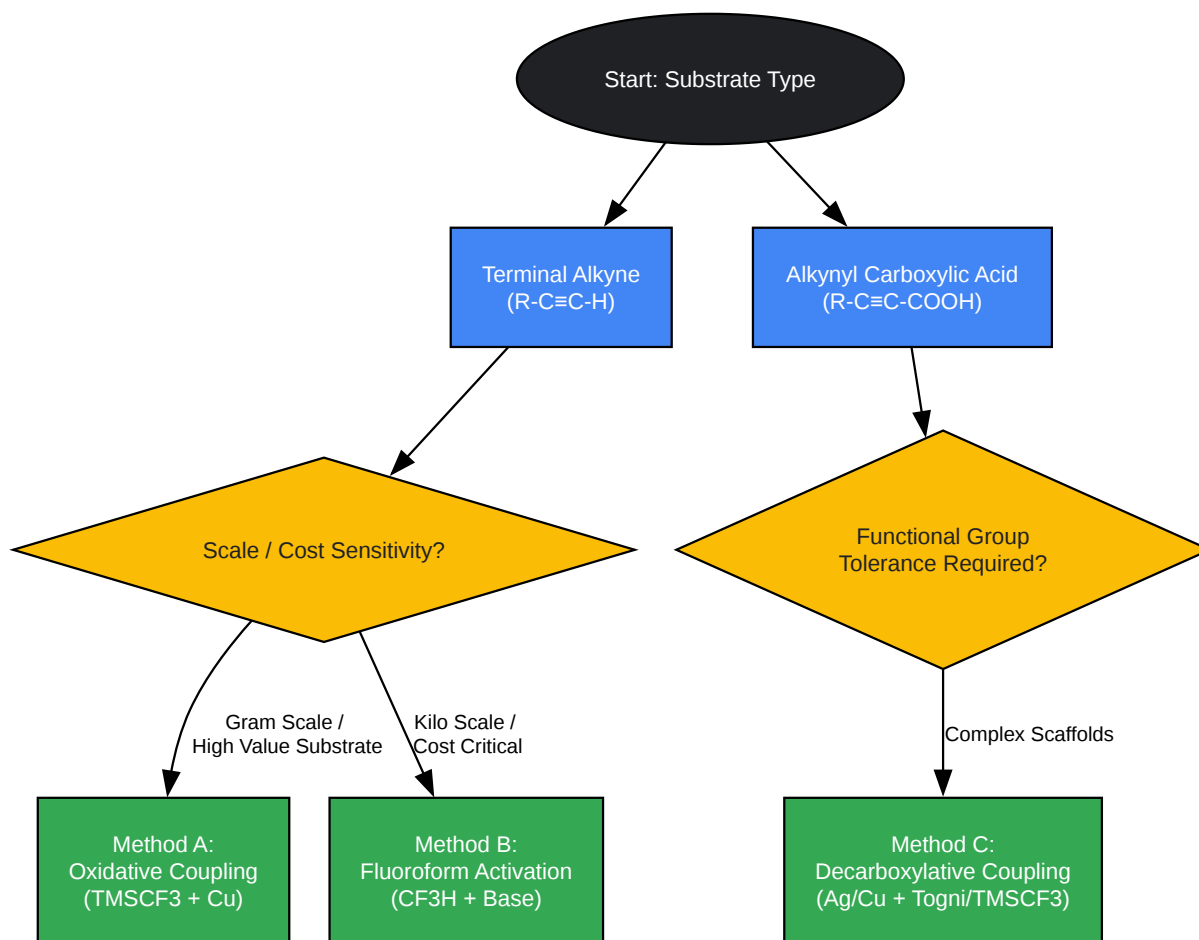 Start: Substrate Type
Terminal Alkyne
(R-C≡C-H)
Alkynyl Carboxylic Acid
(R-C≡C-COOH)
Scale / Cost Sensitivity?
Functional Group
Tolerance Required?
Gram Scale /
High Value Substrate
Kilo Scale /
Cost Critical
Complex Scaffolds
Method A:
Oxidative Coupling
(TMSCF3 + Cu)
Method B:
Fluoroform Activation
(CF3H + Base)
Method C:
Decarboxylative Coupling
(Ag/Cu + Togni/TMSCF3)